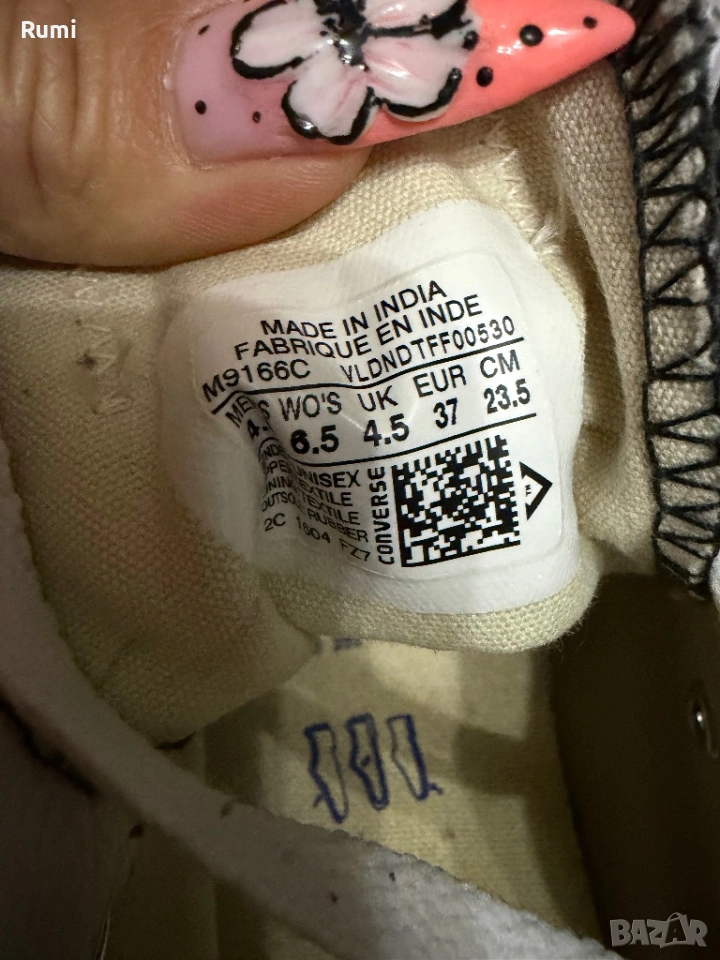 Rumi
MADE IN INDIA
FABRIQUE EN INDE
M9166C VLDNDTFF00530
WO'S UK EUR CM
6.5 4.5 37 23.5
UNISEX
TEXTILE
OUTSO RUBBER
2C 1604 FZ7
CONVERSE
BAZAR